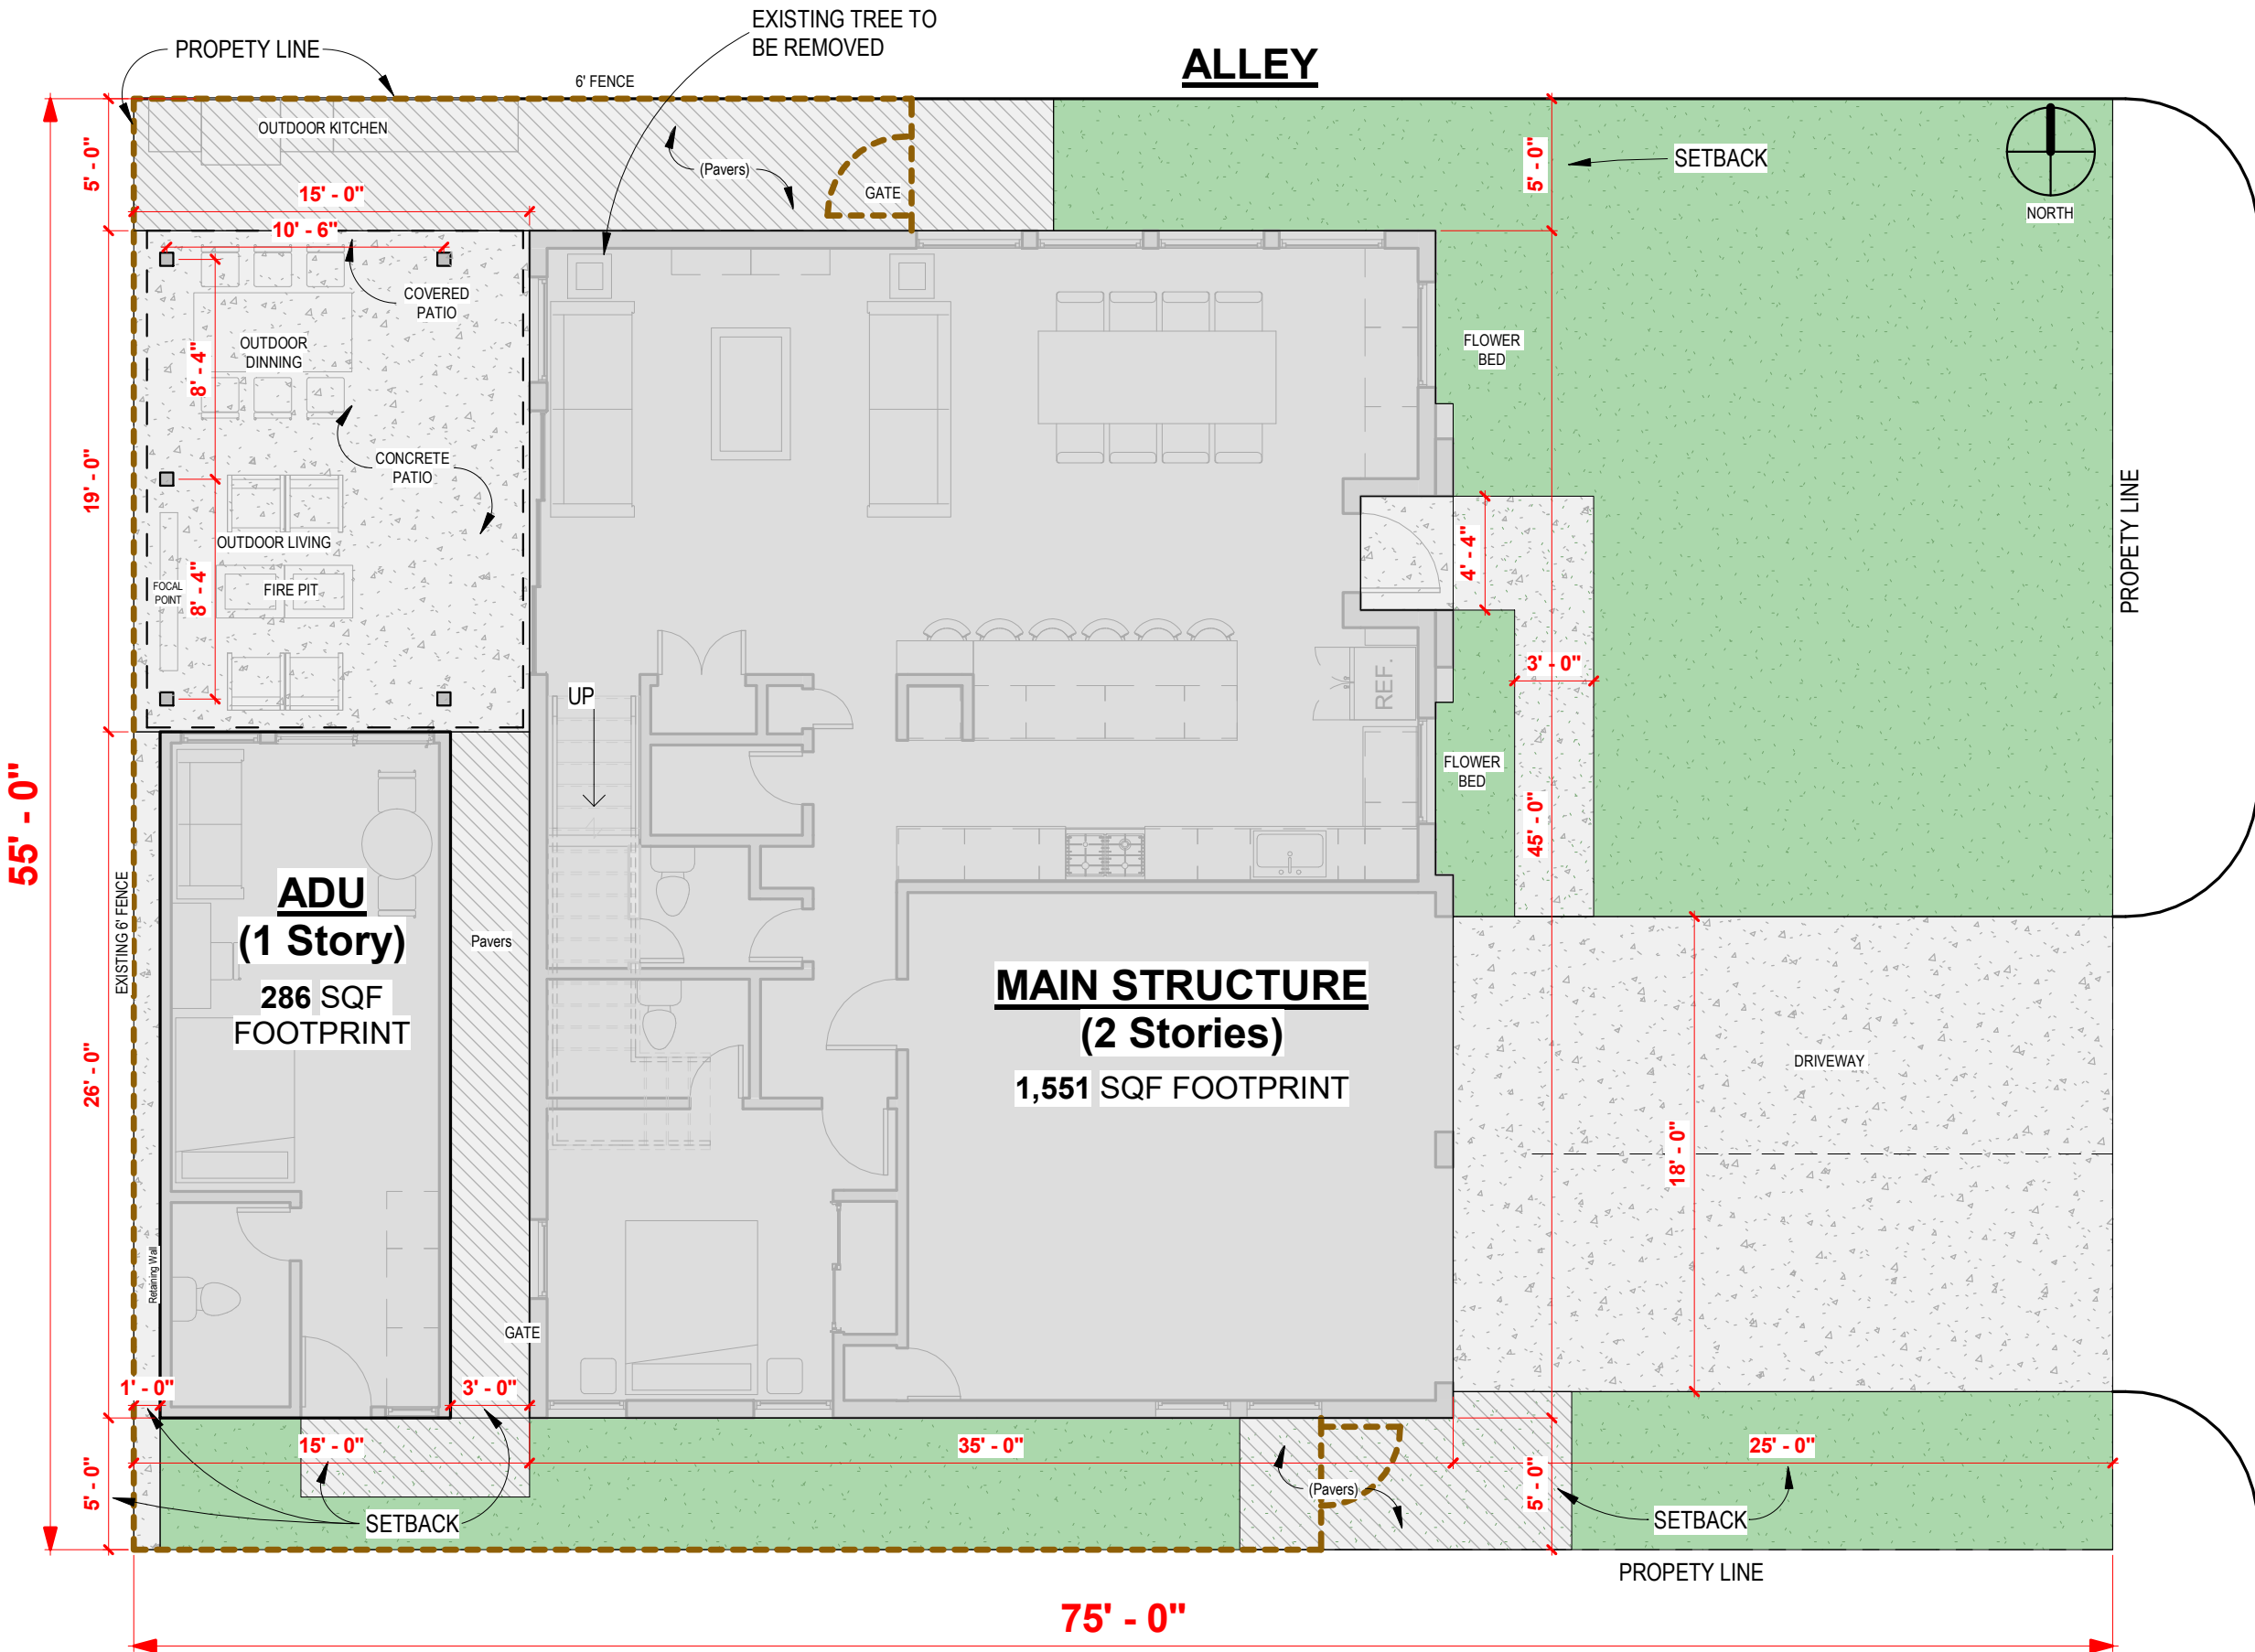 EXISTING TREE TO
BE REMOVED
PROPETY LINE
ALLEY
6' FENCE
OUTDOOR KITCHEN
5' - 0"
(Pavers)
GATE
5' - 0"
SETBACK
NORTH
15' - 0"
10' - 6"
COVERED
PATIO
OUTDOOR
DINNING
8' - 4"
FLOWER
BED
CONCRETE
PATIO
19' - 0"
PROPETY LINE
4' - 4"
OUTDOOR LIVING
FOCAL
POINT
8' - 4"
FIRE PIT
3' - 0"
REF.
UP
FLOWER
BED
45' - 0"
55' - 0"
ADU
(1 Story)
286 SQF
FOOTPRINT
EXISTING 6' FENCE
Pavers
MAIN STRUCTURE
(2 Stories)
1,551 SQF FOOTPRINT
26' - 0"
DRIVEWAY
18' - 0"
Retaining Wall
GATE
1' - 0"
3' - 0"
15' - 0"
35' - 0"
25' - 0"
5' - 0"
(Pavers)
5' - 0"
SETBACK
SETBACK
PROPETY LINE
75' - 0"